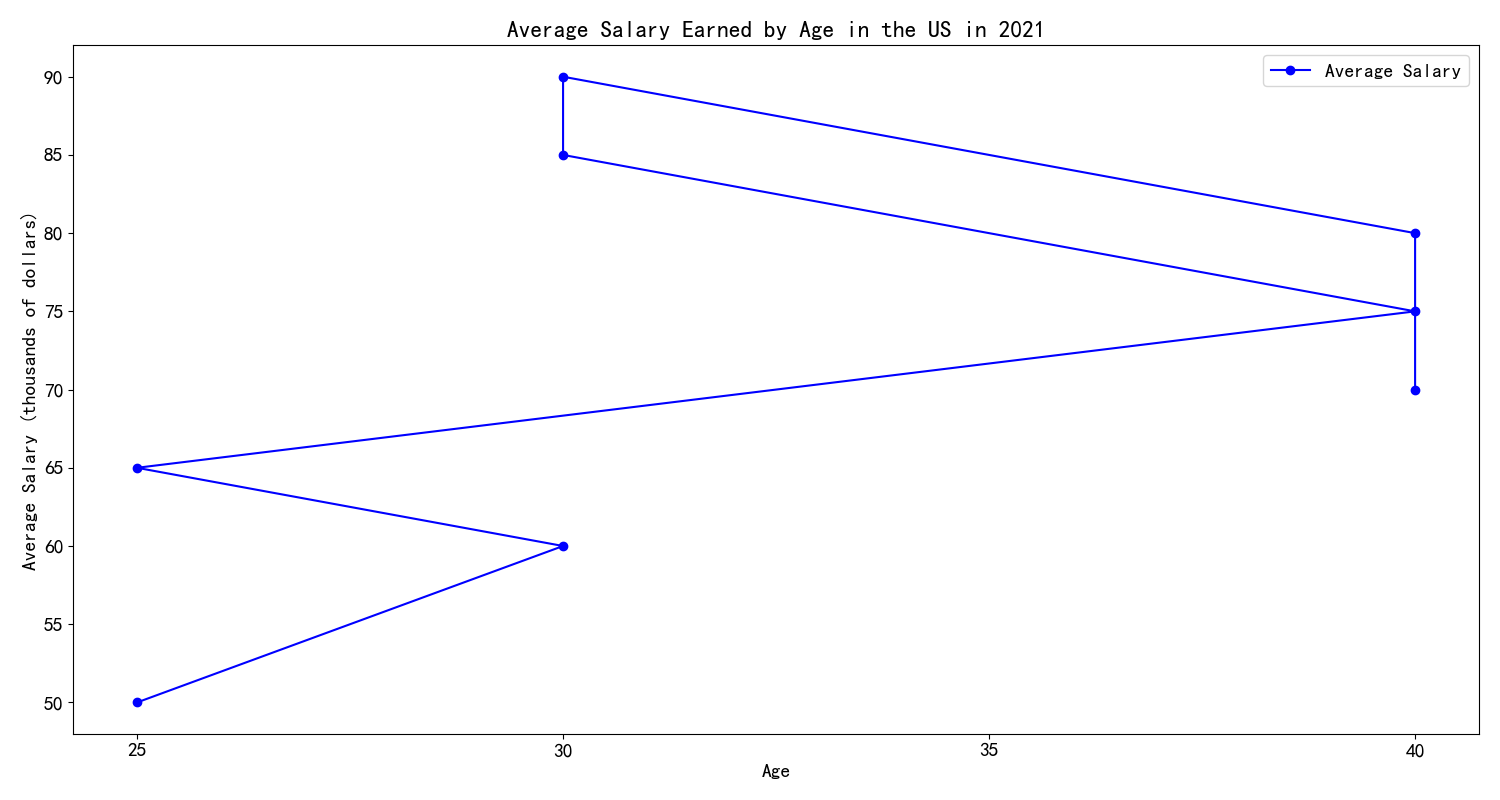 Average Salary Earned by Age in the US in 2021
Average Salary
90
85
80
75
70
65
60
55
50
Average Salary (thousands of dollars)
25 30 35 40
Age